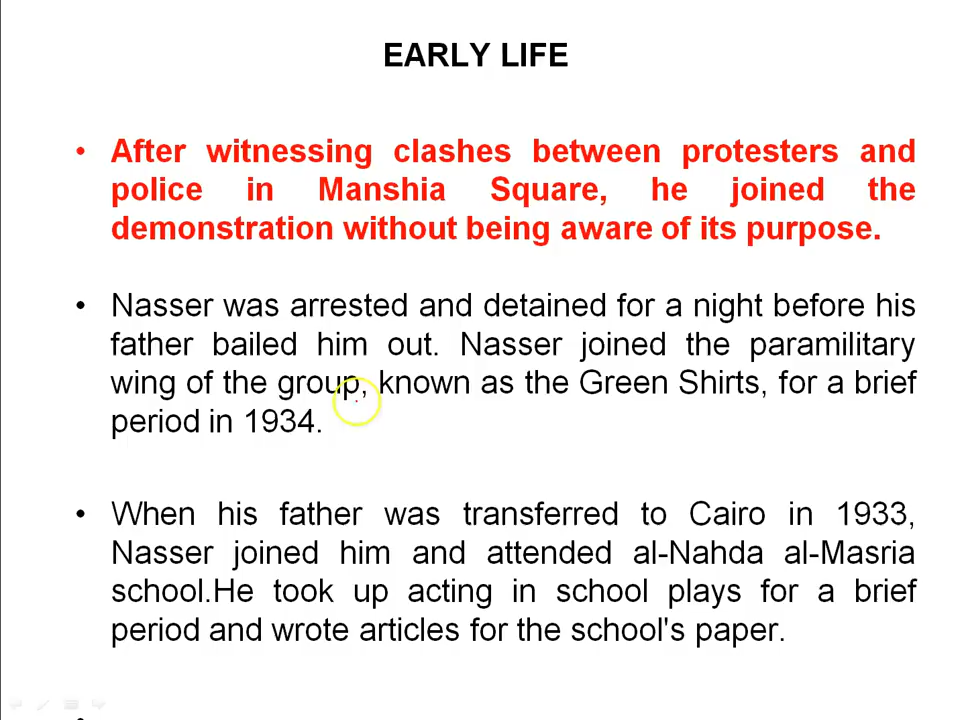 EARLY LIFE
• After witnessing clashes between protesters and
police in Manshia Square, he joined the
demonstration without being aware of its purpose.
• Nasser was arrested and detained for a night before his
father bailed him out. Nasser joined the paramilitary
wing of the group, known as the Green Shirts, for a brief
period in 1934.
• When his father was transferred to Cairo in 1933,
Nasser joined him and attended al-Nahda al-Masria
school.He took up acting in school plays for a brief
period and wrote articles for the school's paper.